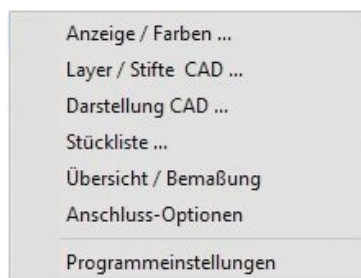 Anzeige / Farben ...
Layer / Stifte  CAD ...
Darstellung CAD ...
Stückliste ...
Übersicht / Bemaßung
Anschluss-Optionen
Programmeinstellungen